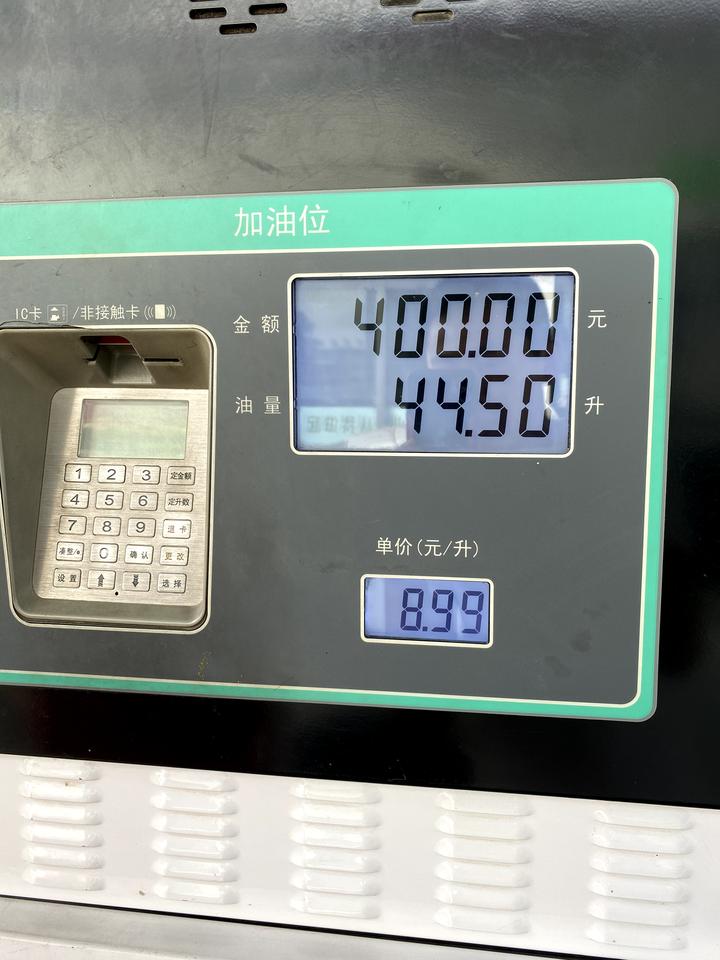 加油位
IC卡/非接触卡
金额 400.00 元
油量 44.50 升
1 2 3 定金额
4 5 6 定升数
7 8 9 退卡
凑整/• 0 确认 更改
设置 选择
单价(元/升)
8.99